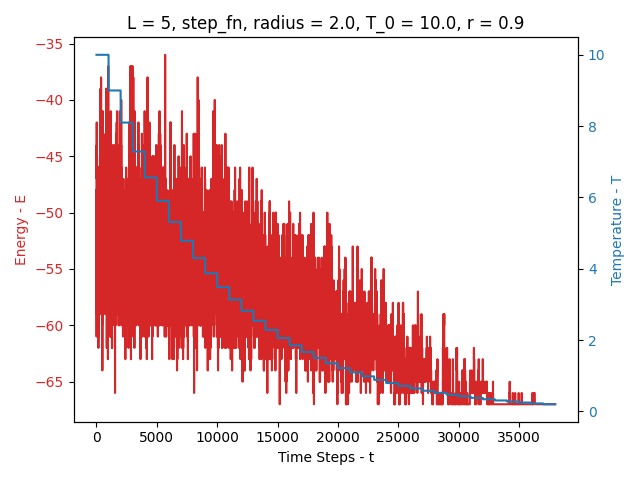 L = 5, step_fn, radius = 2.0, T_0 = 10.0, r = 0.9
Energy - E
−35
−40
−45
−50
−55
−60
−65
10
8
6
4
2
0
Temperature - T
0 5000 10000 15000 20000 25000 30000 35000
Time Steps - t